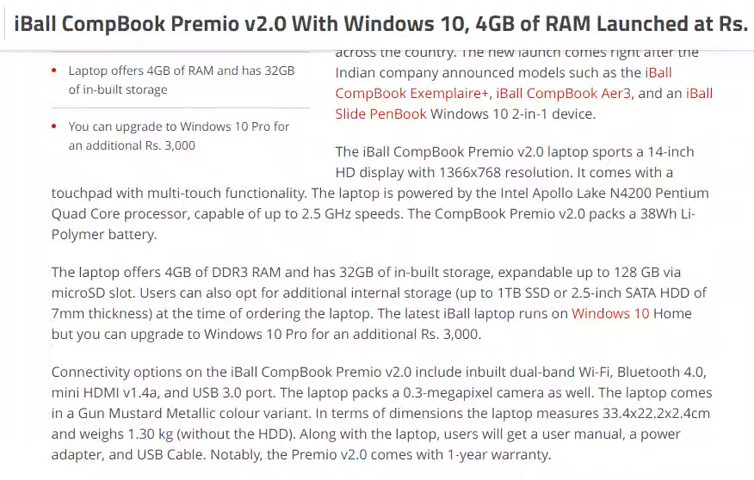 iBall CompBook Premio v2.0 With Windows 10, 4GB of RAM Launched at Rs.
Laptop offers 4GB of RAM and has 32GB
of in-built storage
You can upgrade to Windows 10 Pro for
an additional Rs. 3,000
across the country. The new launch comes right after the
Indian company announced models such as the iBall
CompBook Exemplaire+, iBall CompBook Aer3, and an iBall
Slide PenBook Windows 10 2-in-1 device.
The iBall CompBook Premio v2.0 laptop sports a 14-inch
HD display with 1366x768 resolution. It comes with a
touchpad with multi-touch functionality. The laptop is powered by the Intel Apollo Lake N4200 Pentium
Quad Core processor, capable of up to 2.5 GHz speeds. The CompBook Premio v2.0 packs a 38Wh Li-
Polymer battery.
The laptop offers 4GB of DDR3 RAM and has 32GB of in-built storage, expandable up to 128 GB via
microSD slot. Users can also opt for additional internal storage (up to 1TB SSD or 2.5-inch SATA HDD of
7mm thickness) at the time of ordering the laptop. The latest iBall laptop runs on Windows 10 Home
but you can upgrade to Windows 10 Pro for an additional Rs. 3,000.
Connectivity options on the iBall CompBook Premio v2.0 include inbuilt dual-band Wi-Fi, Bluetooth 4.0,
mini HDMI v1.4a, and USB 3.0 port. The laptop packs a 0.3-megapixel camera as well. The laptop comes
in a Gun Mustard Metallic colour variant. In terms of dimensions the laptop measures 33.4x22.2x2.4cm
and weighs 1.30 kg (without the HDD). Along with the laptop, users will get a user manual, a power
adapter, and USB Cable. Notably, the Premio v2.0 comes with 1-year warranty.